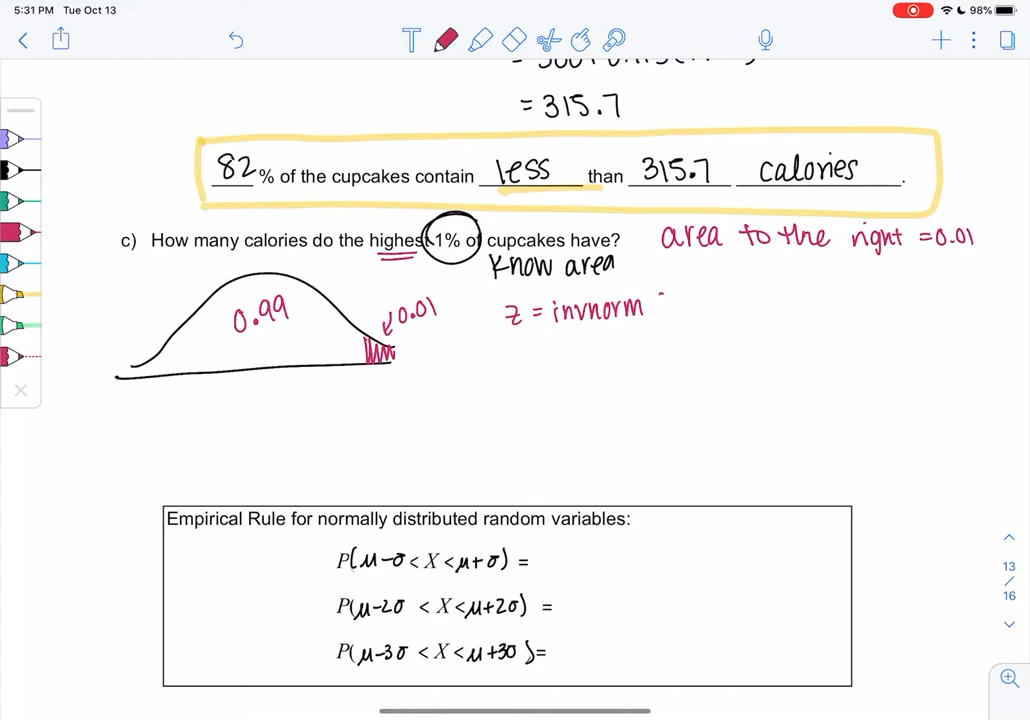 5:31 PM Tue Oct 13
98%
T
= 315.7
82 % of the cupcakes contain less than 315.7 calories.
c) How many calories do the highest 1% of cupcakes have?
area to the right = 0.01
know area
0.99
0.01
z = invnorm
Empirical Rule for normally distributed random variables:
P(μ-σ < X < μ+σ) =
P(μ-2σ < X < μ+2σ) =
P(μ-3σ < X < μ+3σ) =
13
/
16